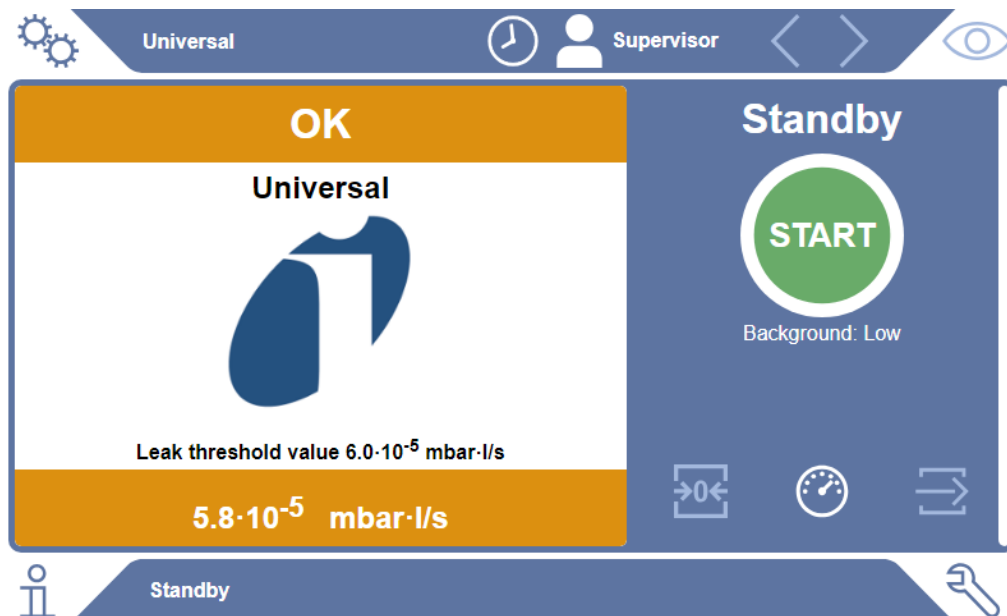 Universal
Supervisor
OK
Universal
Leak threshold value 6.0·10⁻⁵ mbar·l/s
5.8·10⁻⁵ mbar·l/s
Standby
START
Background: Low
→0←
Standby